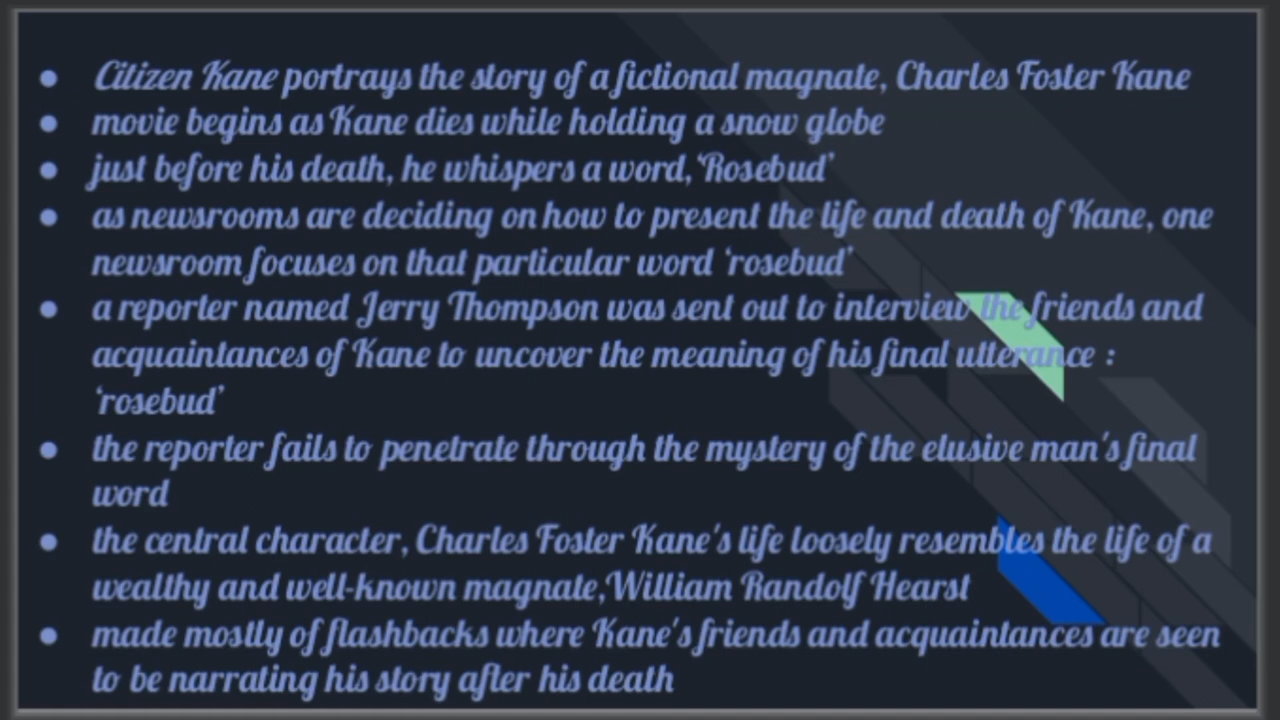 ● Citizen Kane portrays the story of a fictional magnate, Charles Foster Kane
● movie begins as Kane dies while holding a snow globe
● just before his death, he whispers a word,‘Rosebud’
● as newsrooms are deciding on how to present the life and death of Kane, one
newsroom focuses on that particular word ‘rosebud’
● a reporter named Jerry Thompson was sent out to interview the friends and
acquaintances of Kane to uncover the meaning of his final utterance :
‘rosebud’
● the reporter fails to penetrate through the mystery of the elusive man's final
word
● the central character, Charles Foster Kane's life loosely resembles the life of a
wealthy and well-known magnate,William Randolf Hearst
● made mostly of flashbacks where Kane's friends and acquaintances are seen
to be narrating his story after his death